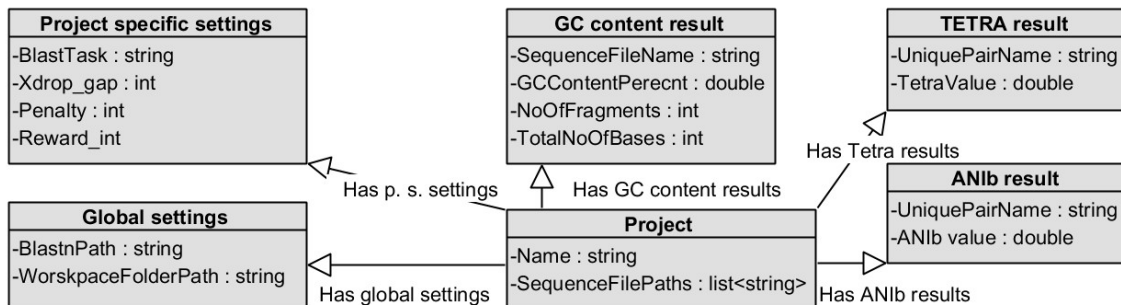 Project specific settings
-BlastTask : string
-Xdrop_gap : int
-Penalty : int
-Reward_int
GC content result
-SequenceFileName : string
-GCContentPerecnt : double
-NoOfFragments : int
-TotalNoOfBases : int
TETRA result
-UniquePairName : string
-TetraValue : double
Has p. s. settings
Has GC content results
Has Tetra results
ANIb result
-UniquePairName : string
-ANIb value : double
Global settings
-BlastnPath : string
-WorskpaceFolderPath : string
Project
-Name : string
-SequenceFilePaths : list<string>
Has global settings
Has ANIb results